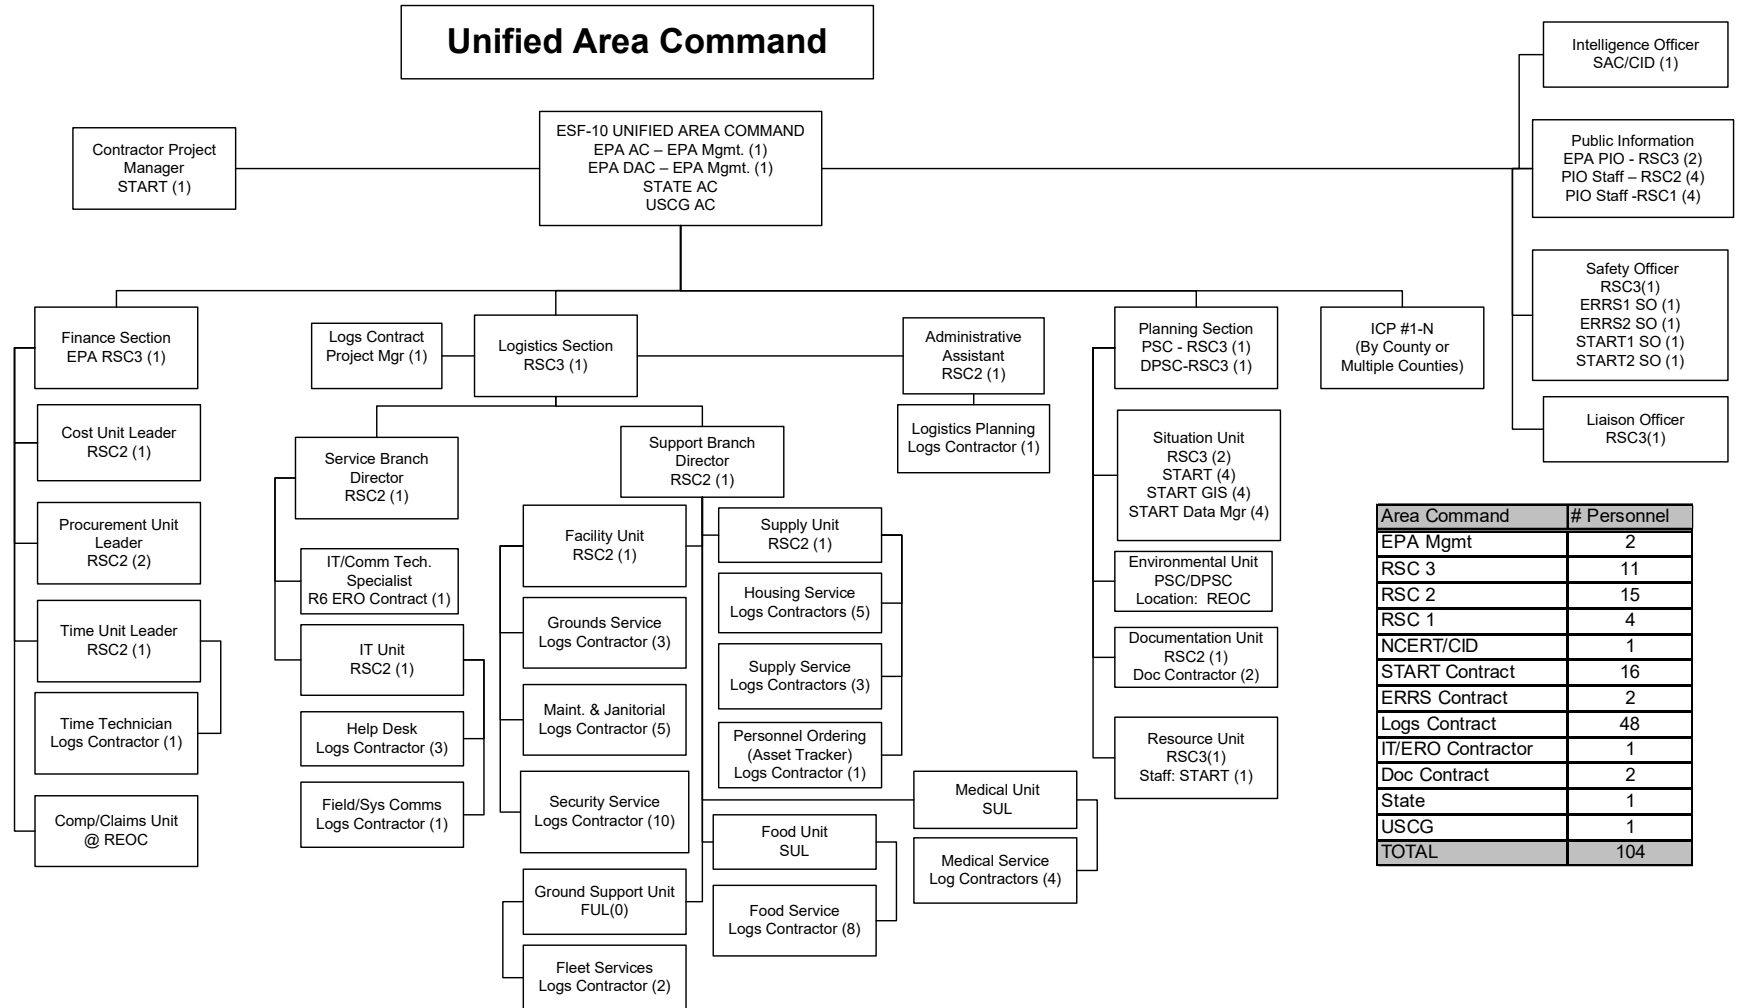 Unified Area Command
Intelligence Officer
SAC/CID (1)
Contractor Project
Manager
START (1)
ESF-10 UNIFIED AREA COMMAND
EPA AC – EPA Mgmt. (1)
EPA DAC – EPA Mgmt. (1)
STATE AC
USCG AC
Public Information
EPA PIO - RSC3 (2)
PIO Staff – RSC2 (4)
PIO Staff -RSC1 (4)
Safety Officer
RSC3(1)
ERRS1 SO (1)
ERRS2 SO (1)
START1 SO (1)
START2 SO (1)
Liaison Officer
RSC3(1)
Finance Section
EPA RSC3 (1)
Cost Unit Leader
RSC2 (1)
Procurement Unit
Leader
RSC2 (2)
Time Unit Leader
RSC2 (1)
Time Technician
Logs Contractor (1)
Comp/Claims Unit
@ REOC
Logs Contract
Project Mgr (1)
Logistics Section
RSC3 (1)
Administrative
Assistant
RSC2 (1)
Logistics Planning
Logs Contractor (1)
Service Branch
Director
RSC2 (1)
IT/Comm Tech.
Specialist
R6 ERO Contract (1)
IT Unit
RSC2 (1)
Help Desk
Logs Contractor (3)
Field/Sys Comms
Logs Contractor (1)
Support Branch
Director
RSC2 (1)
Facility Unit
RSC2 (1)
Grounds Service
Logs Contractor (3)
Maint. & Janitorial
Logs Contractor (5)
Security Service
Logs Contractor (10)
Ground Support Unit
FUL(0)
Fleet Services
Logs Contractor (2)
Supply Unit
RSC2 (1)
Housing Service
Logs Contractors (5)
Supply Service
Logs Contractors (3)
Personnel Ordering
(Asset Tracker)
Logs Contractor (1)
Food Unit
SUL
Food Service
Logs Contractor (8)
Medical Unit
SUL
Medical Service
Log Contractors (4)
Planning Section
PSC - RSC3 (1)
DPSC-RSC3 (1)
Situation Unit
RSC3 (2)
START (4)
START GIS (4)
START Data Mgr (4)
Environmental Unit
PSC/DPSC
Location: REOC
Documentation Unit
RSC2 (1)
Doc Contractor (2)
Resource Unit
RSC3(1)
Staff: START (1)
ICP #1-N
(By County or
Multiple Counties)
Area Command # Personnel
EPA Mgmt 2
RSC 3 11
RSC 2 15
RSC 1 4
NCERT/CID 1
START Contract 16
ERRS Contract 2
Logs Contract 48
IT/ERO Contractor 1
Doc Contract 2
State 1
USCG 1
TOTAL 104